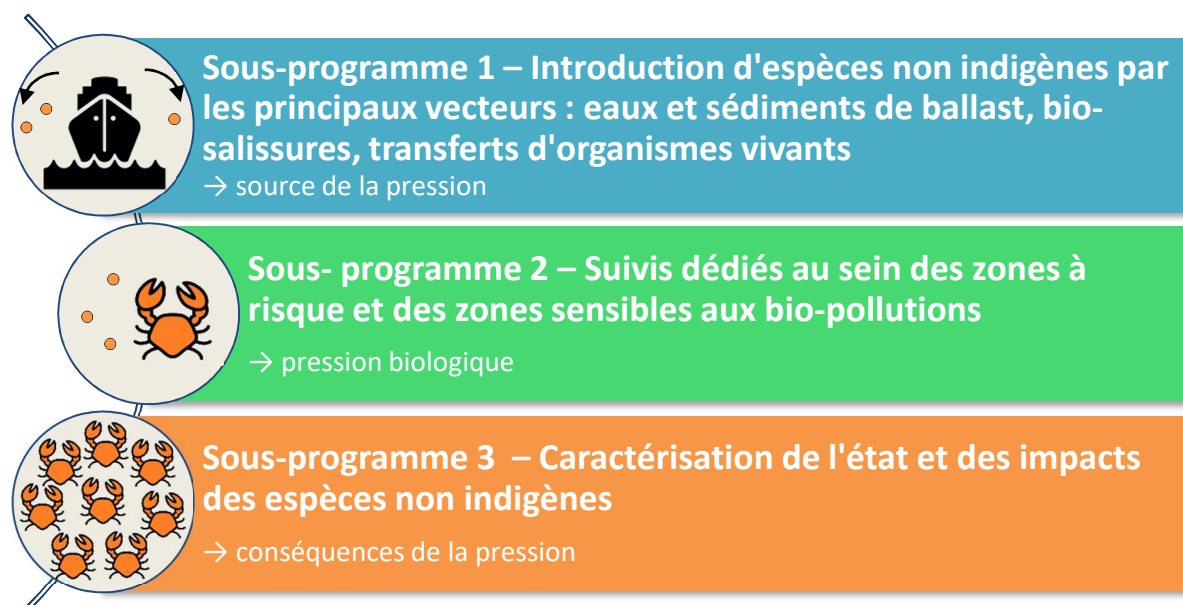 Sous-programme 1 – Introduction d'espèces non indigènes par
les principaux vecteurs : eaux et sédiments de ballast, bio-
salissures, transferts d'organismes vivants
→ source de la pression
Sous- programme 2 – Suivis dédiés au sein des zones à
risque et des zones sensibles aux bio-pollutions
→ pression biologique
Sous-programme 3 – Caractérisation de l'état et des impacts
des espèces non indigènes
→ conséquences de la pression